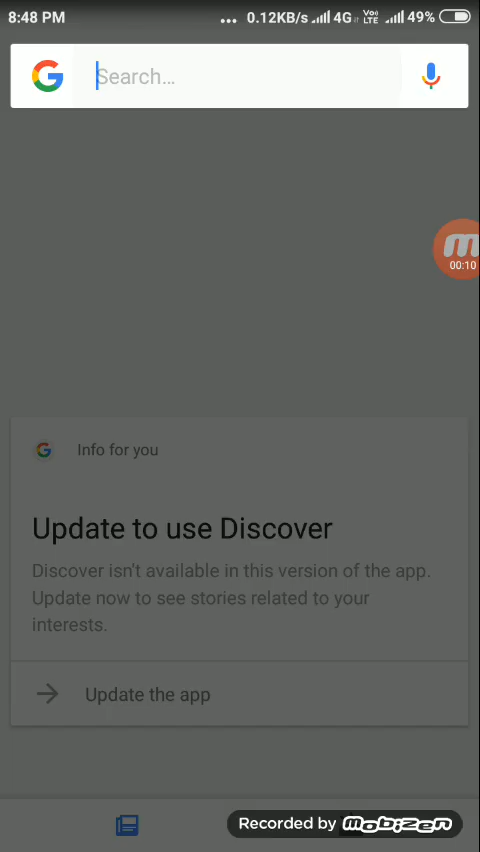 8:48 PM ... 0.12KB/s 4G Vo) LTE 49%
Search...
00:10
Info for you
Update to use Discover
Discover isn't available in this version of the app.
Update now to see stories related to your
interests.
Update the app
Recorded by mobizen